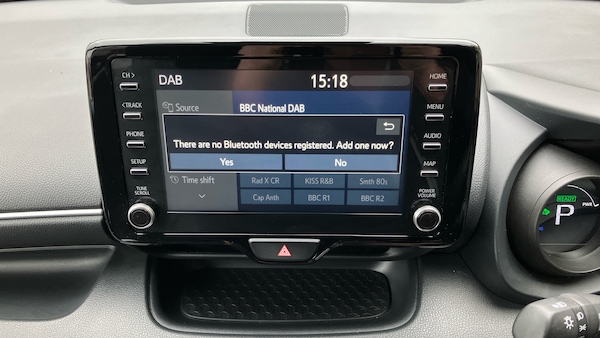 CH >
DAB
15:18
HOME
Source
BBC National DAB
< TRACK
MENU
There are no Bluetooth devices registered. Add one now?
PHONE
AUDIO
Yes
No
SETUP
MAP
Time shift
Rad X CR
KISS R&B
Smth 80s
Cap Anth
BBC R1
BBC R2
TUNE
SCROLL
POWER
VOLUME
READY
P
PWR